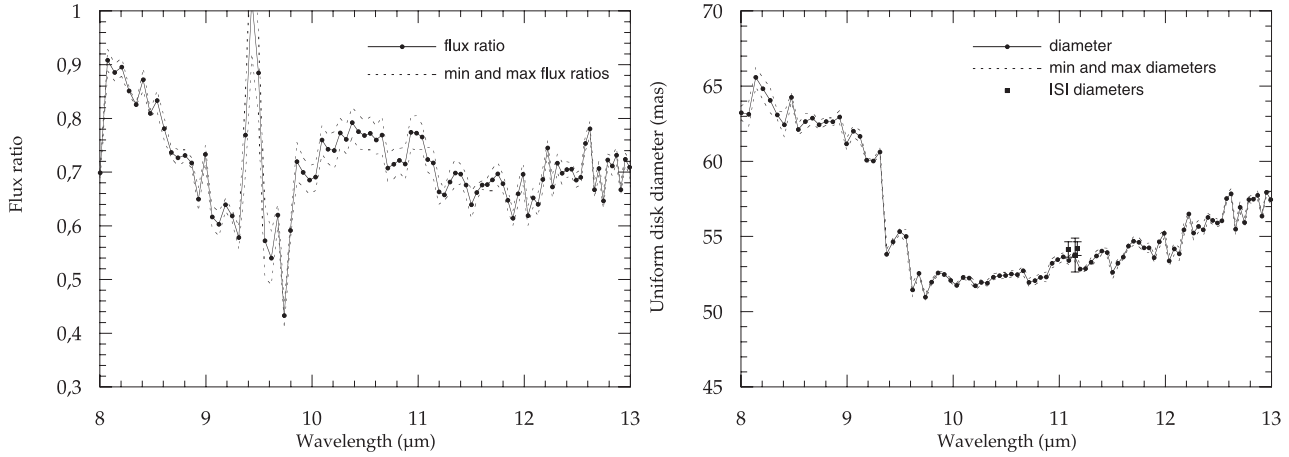 1
0,9
0,8
0,7
0,6
0,5
0,4
0,3
8
9
10
11
12
13
Flux ratio
Wavelength (µm)
flux ratio
min and max flux ratios
70
65
60
55
50
45
8
9
10
11
12
13
Uniform disk diameter (mas)
Wavelength (µm)
diameter
min and max diameters
ISI diameters